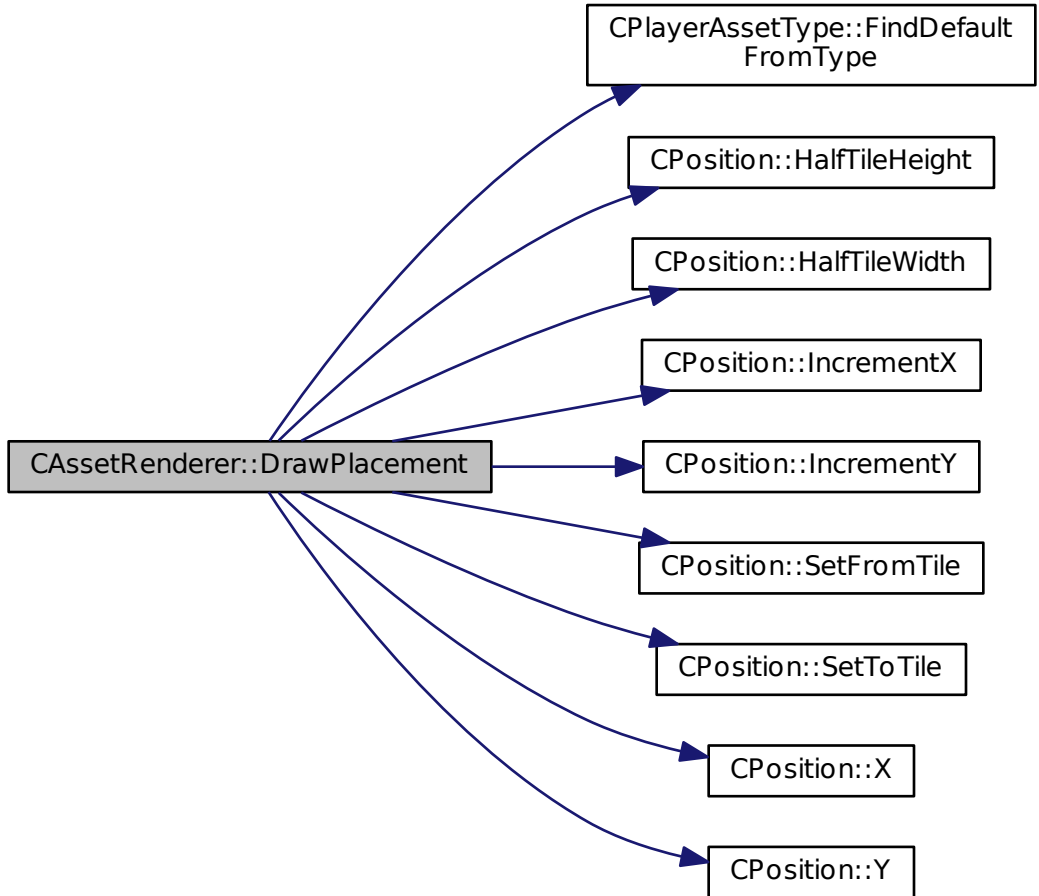 CPlayerAssetType::FindDefault
FromType
CPosition::HalfTileHeight
CPosition::HalfTileWidth
CPosition::IncrementX
CAssetRenderer::DrawPlacement
CPosition::IncrementY
CPosition::SetFromTile
CPosition::SetToTile
CPosition::X
CPosition::Y